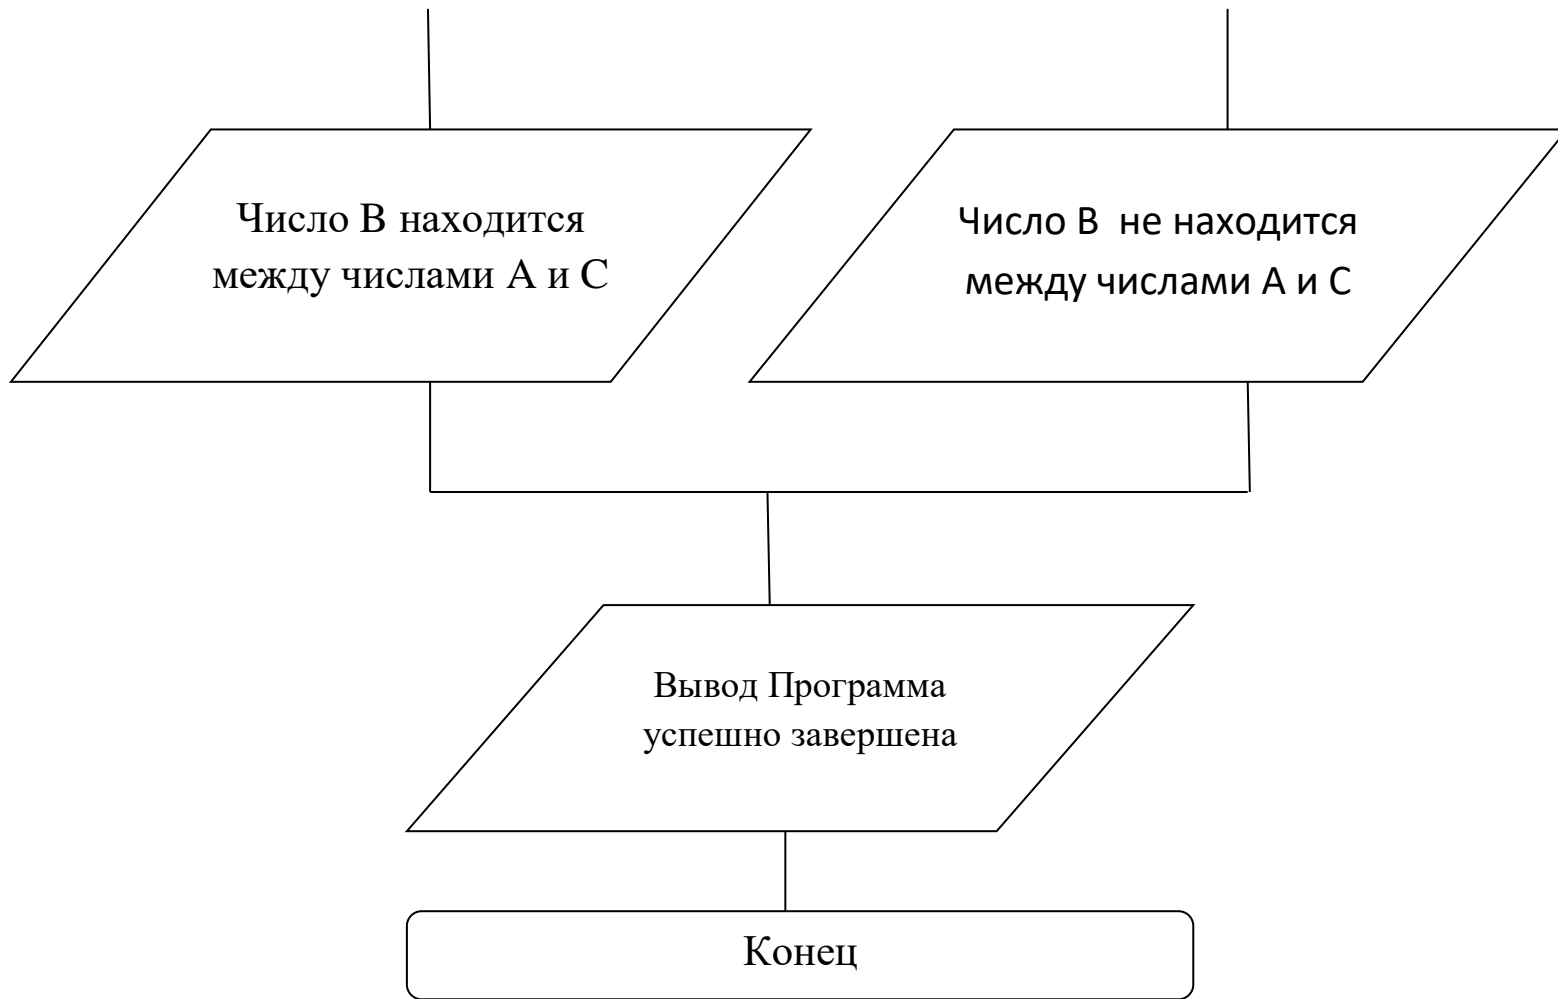 Число В находится
между числами А и С
Число В  не находится
между числами А и С
Вывод Программа
успешно завершена
Конец